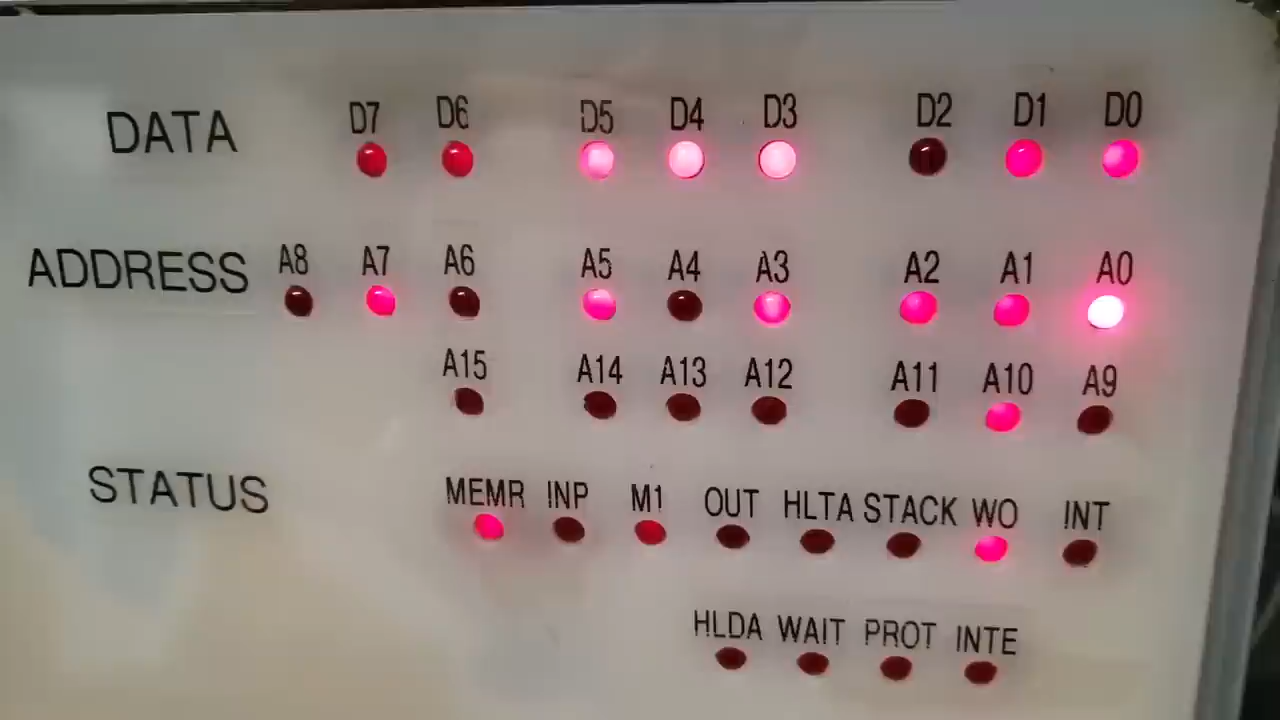 DATA D7 D6 D5 D4 D3 D2 D1 D0
ADDRESS A8 A7 A6 A5 A4 A3 A2 A1 A0
A15 A14 A13 A12 A11 A10 A9
STATUS MEMR INP M1 OUT HLTA STACK WO INT
HLDA WAIT PROT INTE